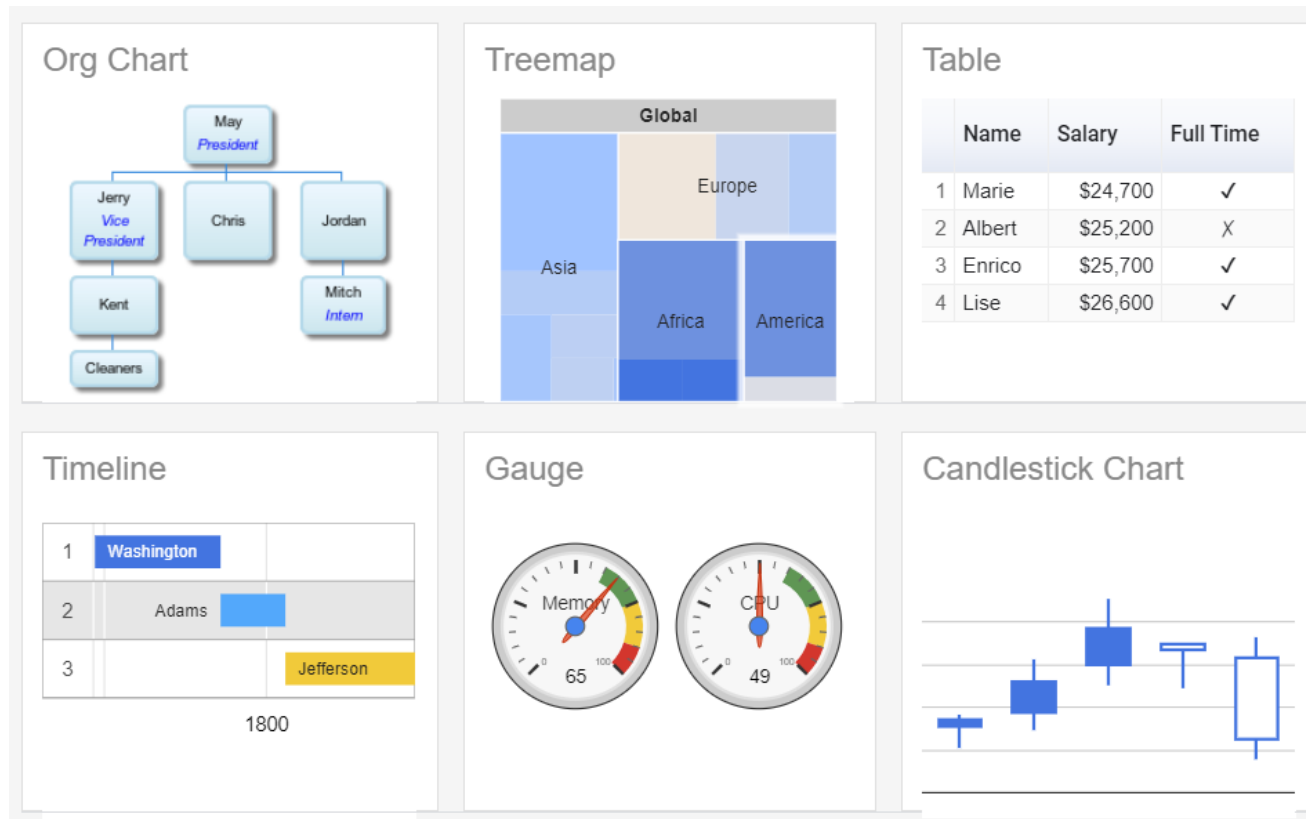 Org Chart
May
President
Jerry
Vice
President
Chris
Jordan
Kent
Mitch
Intern
Cleaners
Treemap
Global
Europe
Asia
Africa
America
Table
Name Salary Full Time
1 Marie $24,700 ✓
2 Albert $25,200 ✗
3 Enrico $25,700 ✓
4 Lise $26,600 ✓
Timeline
1 Washington
2 Adams
3 Jefferson
1800
Gauge
Memory
0 100
65
CPU
0 100
49
Candlestick Chart